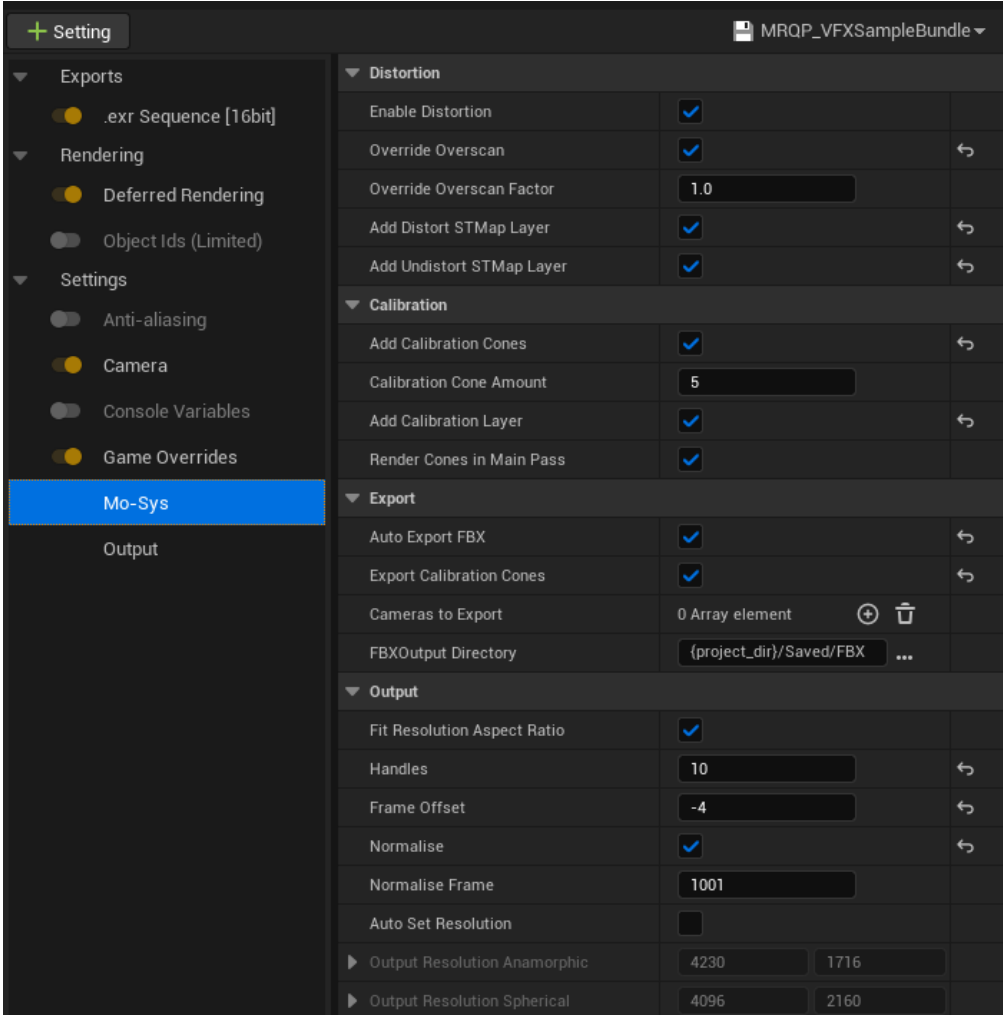 + Setting
MRQP_VFXSampleBundle
Exports
.exr Sequence [16bit]
Rendering
Deferred Rendering
Object Ids (Limited)
Settings
Anti-aliasing
Camera
Console Variables
Game Overrides
Mo-Sys
Output
Distortion
Enable Distortion
Override Overscan
Override Overscan Factor 1.0
Add Distort STMap Layer
Add Undistort STMap Layer
Calibration
Add Calibration Cones
Calibration Cone Amount 5
Add Calibration Layer
Render Cones in Main Pass
Export
Auto Export FBX
Export Calibration Cones
Cameras to Export 0 Array element
FBXOutput Directory {project_dir}/Saved/FBX ...
Output
Fit Resolution Aspect Ratio
Handles 10
Frame Offset -4
Normalise
Normalise Frame 1001
Auto Set Resolution
Output Resolution Anamorphic 4230 1716
Output Resolution Spherical 4096 2160